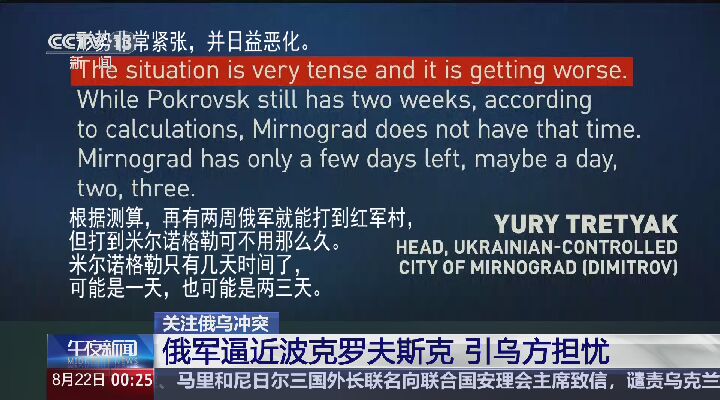 形势非常紧张，并日益恶化。
CCTV 13
新闻
The situation is very tense and it is getting worse.
While Pokrovsk still has two weeks, according
to calculations, Mirnograd does not have that time.
Mirnograd has only a few days left, maybe a day,
two, three.
根据测算，再有两周俄军就能打到红军村，
但打到米尔诺格勒可不用那么久。
米尔诺格勒只有几天时间了，
可能是一天，也可能是两三天。
YURY TRETYAK
HEAD, UKRAINIAN-CONTROLLED
CITY OF MIRNOGRAD (DIMITROV)
关注俄乌冲突
午夜新闻
MIDNIGHT NEWS
俄军逼近波克罗夫斯克 引乌方担忧
8月22日 00:25
、马里和尼日尔三国外长联名向联合国安理会主席致信，谴责乌克兰